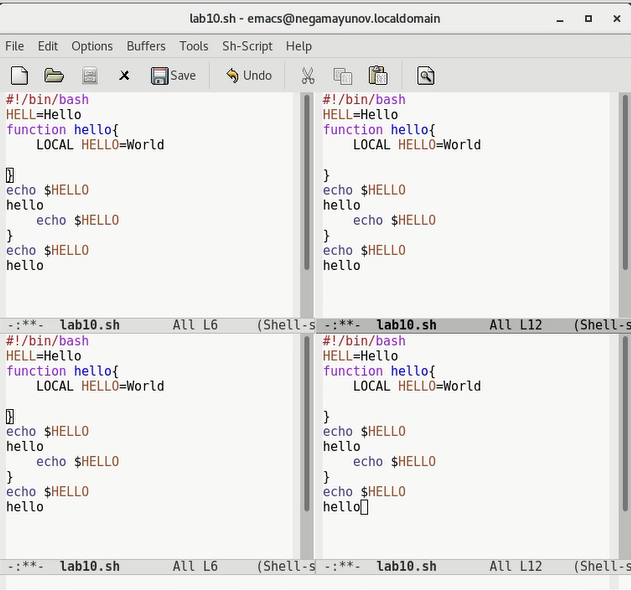 lab10.sh - emacs@negamayunov.localdomain
File Edit Options Buffers Tools Sh-Script Help
Save Undo
#!/bin/bash
HELL=Hello
function hello{
    LOCAL HELLO=World
}
echo $HELLO
hello
    echo $HELLO
}
echo $HELLO
hello
-:**- lab10.sh All L6 (Shell-s
#!/bin/bash
HELL=Hello
function hello{
    LOCAL HELLO=World
}
echo $HELLO
hello
    echo $HELLO
}
echo $HELLO
hello
-:**- lab10.sh All L12 (Shell-s
#!/bin/bash
HELL=Hello
function hello{
    LOCAL HELLO=World
}
echo $HELLO
hello
    echo $HELLO
}
echo $HELLO
hello
-:**- lab10.sh All L6 (Shell-s
#!/bin/bash
HELL=Hello
function hello{
    LOCAL HELLO=World
}
echo $HELLO
hello
    echo $HELLO
}
echo $HELLO
hello
-:**- lab10.sh All L12 (Shell-s